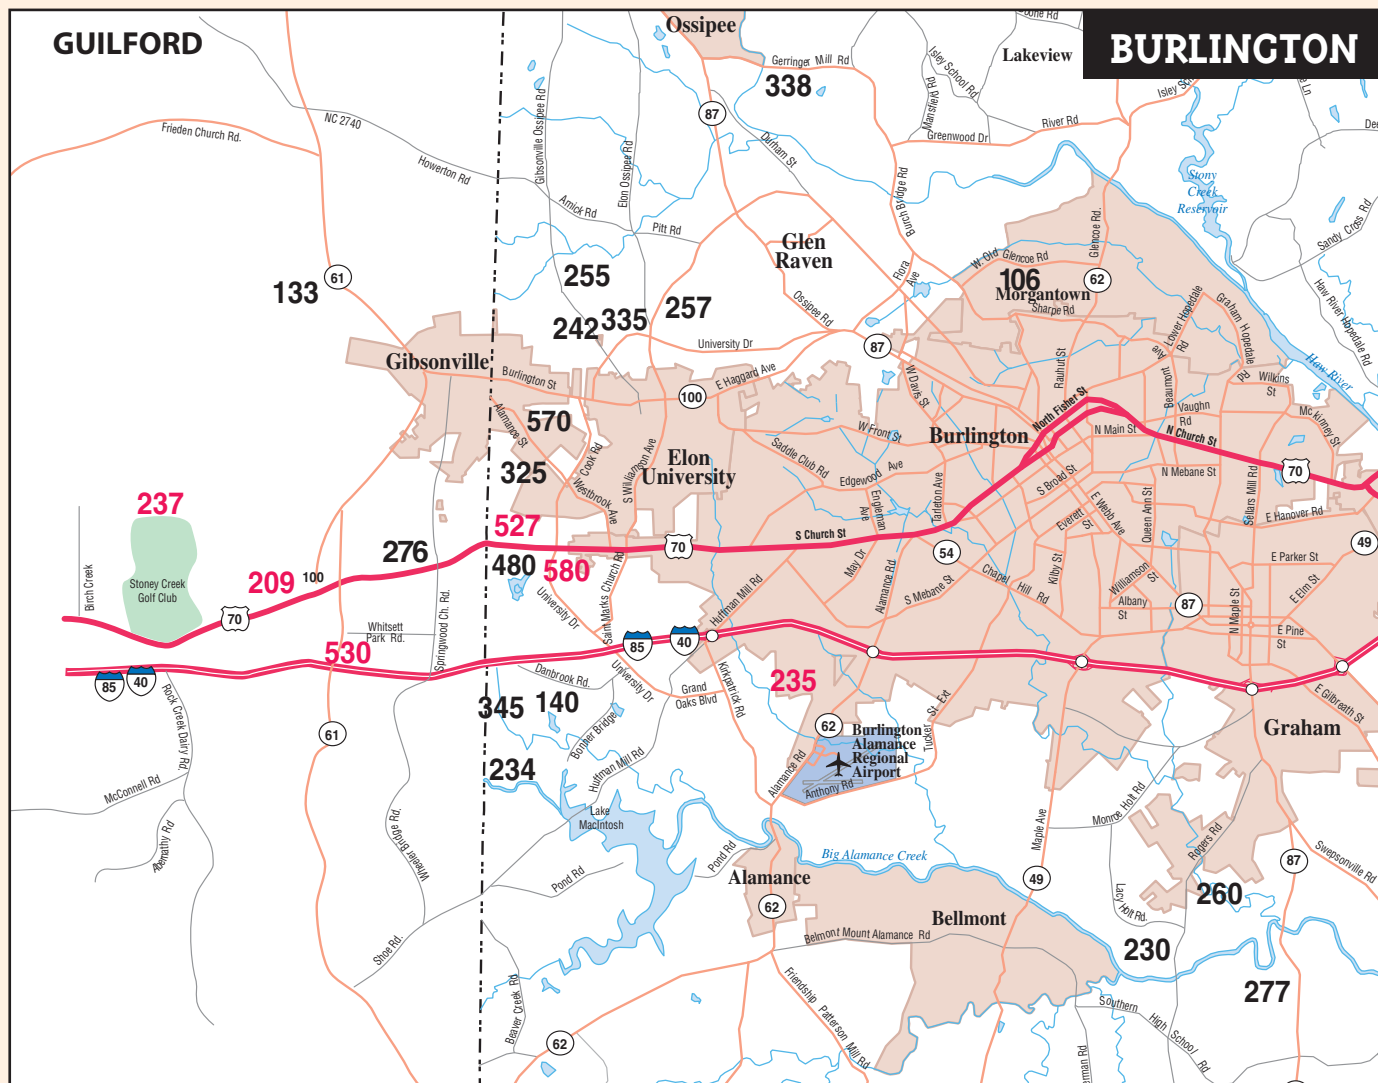 GUILFORD
BURLINGTON
Ossipee
Lakeview
Gerringer Mill Rd
338
87
Isley School Rd
Mansfield Rd
Greenwood Dr
River Rd
NC 2740
Frieden Church Rd.
Howerton Rd
Gibsonville Ossipee Rd
Elon Ossipee Rd
Durham St
Amick Rd
Pitt Rd
Burch Bridge Rd
Stony
Creek
Reservoir
Sandy Cross Rd
Glencoe Rd.
Glen
Raven
W. Old Glencoe Rd
Flora
Ave
61
133
255
257
242
335
106
Morgantown
62
Sharpe Rd
Ossipee Rd
University Dr
87
Lower Hopedale
Rd
Graham Hopedale
Rd
Haw River Hopedale Rd
Haw River
Gibsonville
Burlington St
E Haggard Ave
100
W Davis St
Rauhut St
Ave
Beaumont
Wilkins
St
North Fisher St
Vaughn
Rd
Mc kinney St
570
Alamance St
Elon
University
Saddle Club Rd
W Front St
Burlington
N Main St
N Church St
325
Cook Rd
S Williamson Ave
Westbrook Ave
Edgewood Ave
Engleman
Ave
Tarleton Ave
S Broad St
N Mebane St
70
Sellars Mill Rd
237
527
Everett
St
E Webb Ave
Queen Ann St
E Hanover Rd
276
480
580
70
S Church St
54
49
Birch Creek
Stoney Creek
Golf Club
209
100
70
Springwood Ch. Rd.
University Dr
Saint Marks Church Rd
Huffman Mill Rd
May Dr
Alamance Rd
S Mebane St
Chapel Hill Rd
Kilby St
Williamson
St
Albany
St
87
N Maple St
E Parker St
E Elm St
E Pine
St
Whitsett
Park Rd.
530
85
40
85
40
Rock Creek Dairy Rd.
Danbrook Rd.
University Dr
Grand
Oaks Blvd
Kirkpatrick Rd
235
345
140
Bonner Bridge
Huffman Mill Rd
61
234
62
Burlington
Alamance
Regional
Airport
Anthony Rd
Alamance Rd
Tucker St Ext
Graham
E Gilbreath St
McConnell Rd
Abernathy Rd
Wheeler Bridge Rd.
Lake
MacIntosh
Pond Rd
Pond Rd
Big Alamance Creek
Maple Ave
Monroe Holt Rd
Rogers Rd
87
Swepsonville Rd
Alamance
62
49
Lacy Holt Rd.
260
Bellmont
Belmont Mount Alamance Rd
Shoe Rd.
230
277
Beaver Creek Rd
62
Friendship Patterson Mill Rd
Southern High School Rd